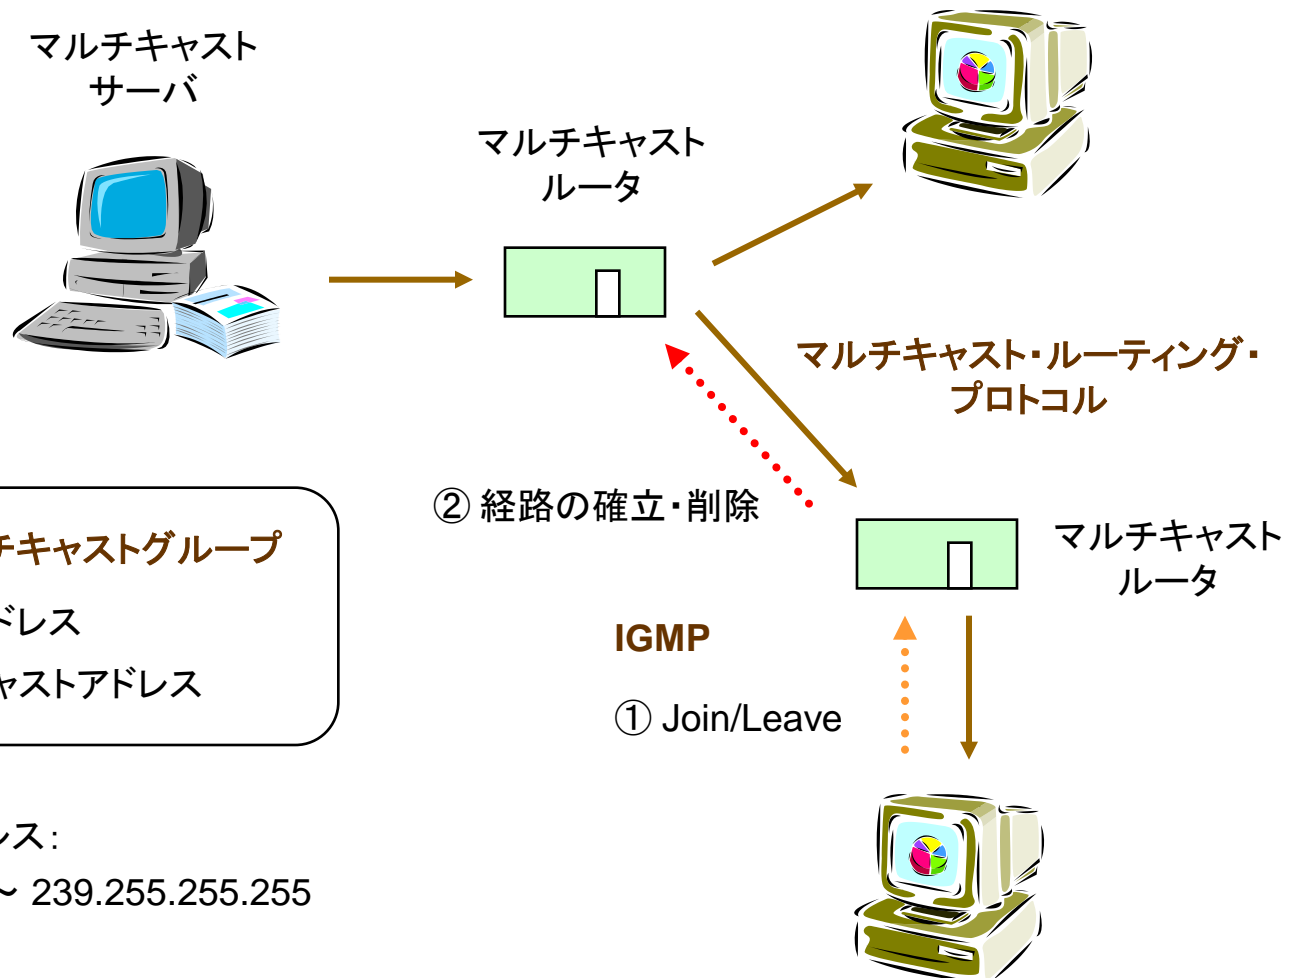 マルチキャスト
サーバ
マルチキャスト
ルータ
マルチキャスト・ルーティング・
プロトコル
② 経路の確立・削除
マルチキャスト
ルータ
チキャストグループ
ドレス
ャストアドレス
IGMP
① Join/Leave
レス：
～ 239.255.255.255